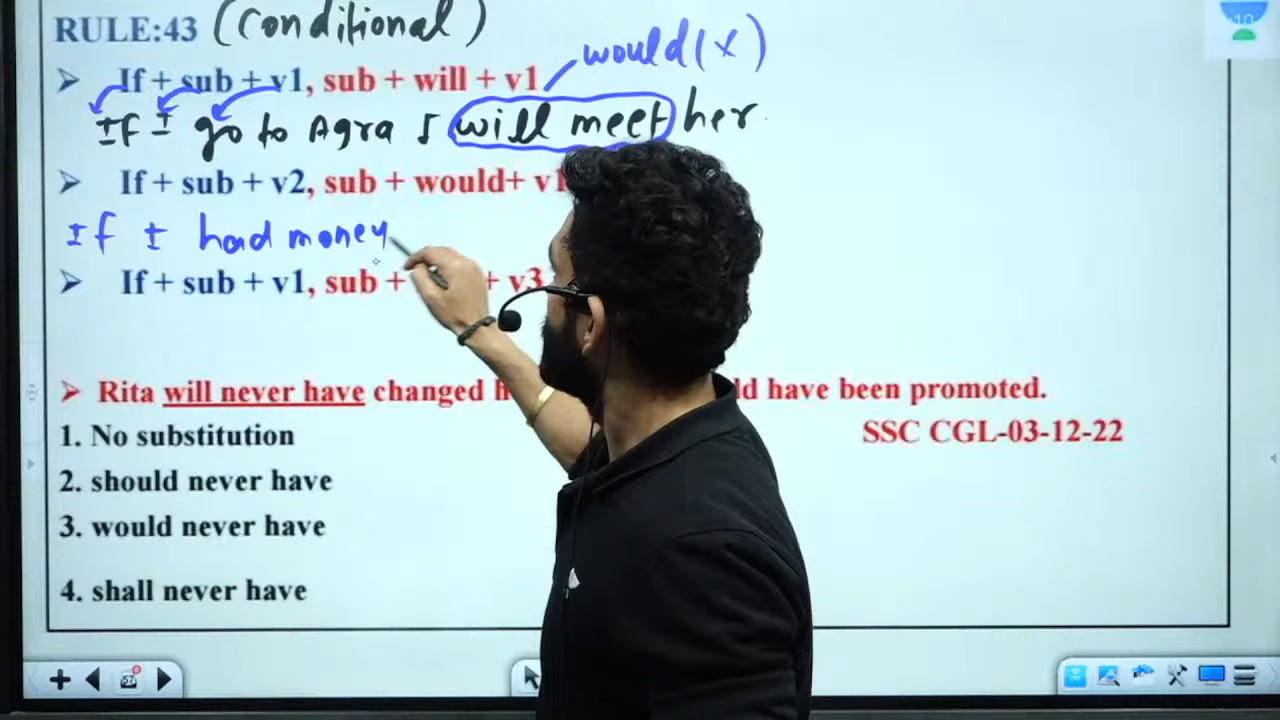 RULE:43 (Conditional)
would (x)
➤ If + sub + v1, sub + will + v1
If I go to Agra I will meet her.
➤ If + sub + v2, sub + would+ v1
If I had money
➤ If + sub + v1, sub + + v3
➤ Rita will never have changed have been promoted.
1. No substitution
SSC CGL-03-12-22
2. should never have
3. would never have
4. shall never have
57
10